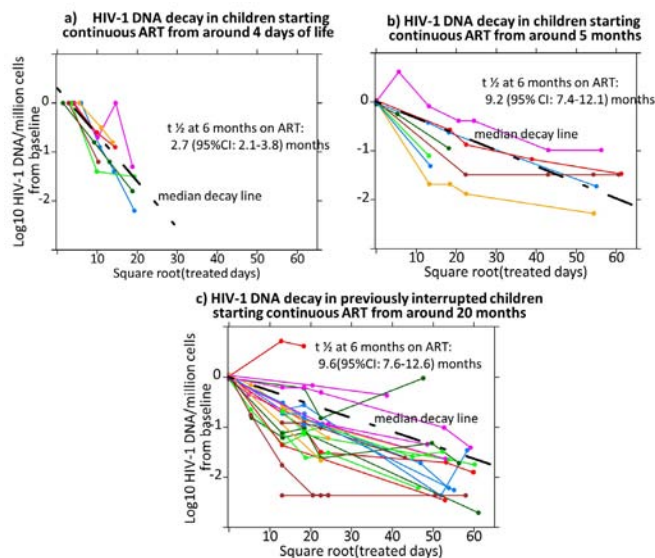 a) HIV-1 DNA decay in children starting
continuous ART from around 4 days of life
Log10 HIV-1 DNA/million cells
from baseline
0
-1
-2
t ½ at 6 months on ART:
2.7 (95%CI: 2.1-3.8) months
median decay line
0 10 20 30 40 50 60
Square root(treated days)
b) HIV-1 DNA decay in children starting
continuous ART from around 5 months
0
-1
-2
t ½ at 6 months on ART:
9.2 (95% CI: 7.4-12.1) months
median decay line
0 10 20 30 40 50 60
Square root(treated days)
c) HIV-1 DNA decay in previously interrupted children
starting continuous ART from around 20 months
Log10 HIV-1 DNA/million cells
from baseline
0
-1
-2
t ½ at 6 months on ART:
9.6(95%CI: 7.6-12.6) months
median decay line
0 10 20 30 40 50 60
Square root(treated days)